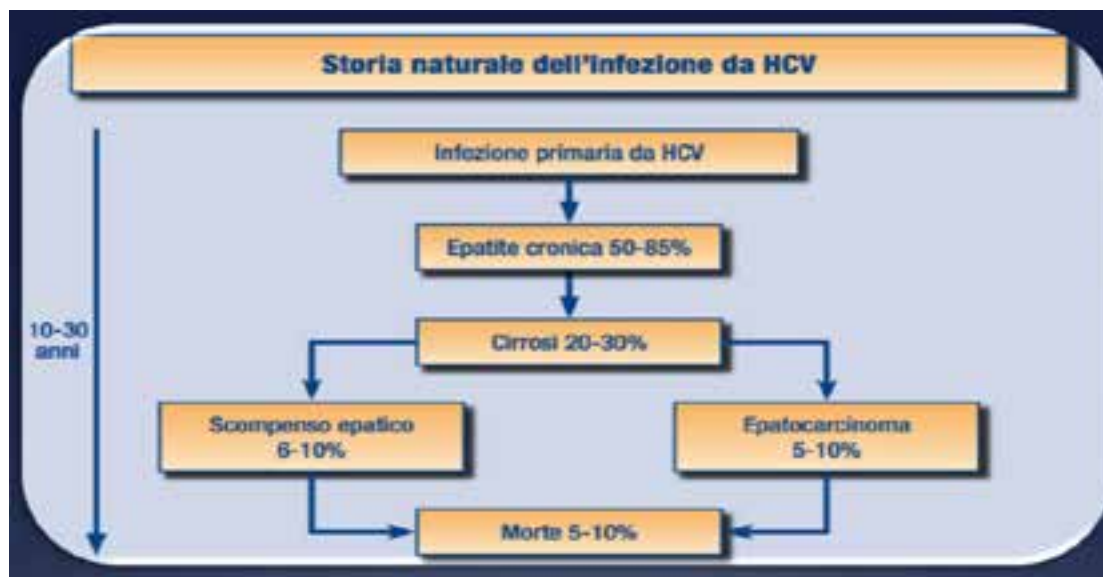 Storia naturale dell'infezione da HCV
Infezione primaria da HCV
Epatite cronica 50-85%
10-30
anni
Cirrosi 20-30%
Scompenso epatico
6-10%
Epatocarcinoma
5-10%
Morte 5-10%